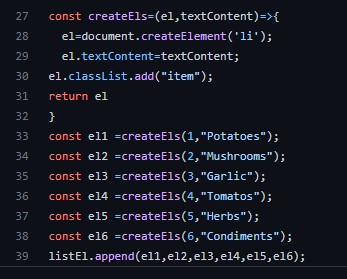 27 const createEls=(el,textContent)=>{
28   el=document.createElement('li');
29   el.textContent=textContent;
30 el.classList.add("item");
31 return el
32 }
33 const el1 =createEls(1,"Potatoes");
34 const el2 =createEls(2,"Mushrooms");
35 const el3 =createEls(3,"Garlic");
36 const el4 =createEls(4,"Tomatos");
37 const el5 =createEls(5,"Herbs");
38 const el6 =createEls(6,"Condiments");
39 listEl.append(el1,el2,el3,el4,el5,el6);